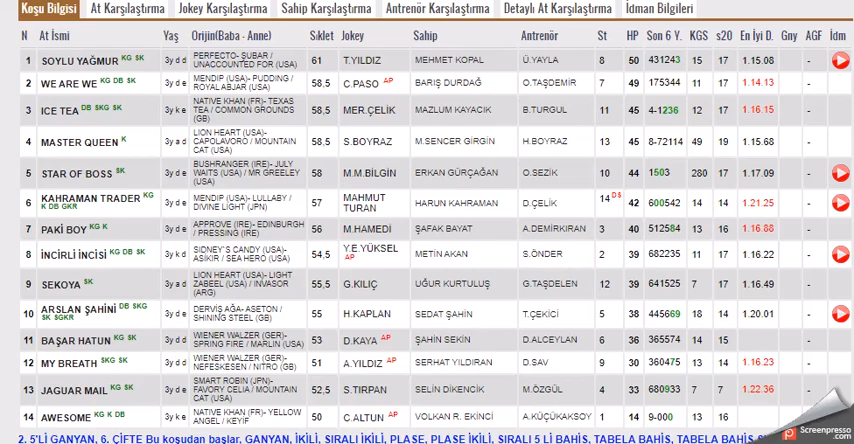 Koşu Bilgisi At Karşılaştırma Jokey Karşılaştırma Sahip Karşılaştırma Antrenör Karşılaştırma Detaylı At Karşılaştırma İdman Bilgileri
N At İsmi Yaş Orijin(Baba - Anne) Sıklet Jokey Sahip Antrenör St HP Son 6 Y. KGS s20 En İyi D. Gny AGF İdm
1 SOYLU YAĞMUR KG SK 3y d d PERFECTO- ŞUBAR / UNACCOUNTED FOR (USA) 61 T.YILDIZ MEHMET KOPAL Ü.YAYLA 8 50 431243 15 17 1.15.08 -
2 WE ARE WE KG DB SK 3y d e MENDIP (USA)- PUDDING / ROYAL ABJAR (USA) 58,5 C.PASO AP BARIŞ DURDAĞ O.TAŞDEMİR 7 49 175344 11 17 1.14.13 -
3 ICE TEA DB SKG SK 3y k e NATIVE KHAN (FR)- TEXAS TEA / COMMON GROUNDS (GB) 58,5 MER.ÇELİK MAZLUM KAYACIK B.TURGUL 11 45 4-1236 12 17 1.16.15 -
4 MASTER QUEEN K 3y a d LION HEART (USA)- CAPOLAVORO / MOUNTAIN CAT (USA) 58,5 S.BOYRAZ M.SENCER GİRGİN H.BOYRAZ 13 45 8-72114 49 19 1.15.68 -
5 STAR OF BOSS SK 3y d e BUSHRANGER (IRE)- JULY WAITS (USA) / MR GREELEY (USA) 58 M.M.BİLGİN ERKAN GÜRÇAĞAN O.SEZİK 10 44 1503 280 17 1.17.09 -
6 KAHRAMAN TRADER KG K DB GKR 3y d e MENDIP (USA)- LULLABY / DIVINE LIGHT (JPN) 57 MAHMUT TURAN HARUN KAHRAMAN D.ÇELİK 14 DS 42 600542 14 14 1.21.25 -
7 PAKİ BOY KG K 3y d e APPROVE (IRE)- EDINBURGH / PRESSING (IRE) 56 M.HAMEDİ ŞAFAK BAYAT A.DEMİRKIRAN 3 40 512584 13 16 1.16.88 -
8 İNCİRLİ İNCİSİ KG DB SK 3y k d SIDNEY'S CANDY (USA)- ASİKIR / SEA HERO (USA) 54,5 Y.E.YÜKSEL AP METİN AKAN S.ÖNDER 2 39 682235 11 17 1.16.22 -
9 SEKOYA SK 3y a d LION HEART (USA)- LIGHT ZABEEL (USA) / INVASOR (ARG) 55,5 G.KILIÇ UĞUR KURTULUŞ G.TAŞDELEN 12 39 641525 7 17 1.16.49 -
10 ARSLAN ŞAHİNİ DB SKG SK SGKR 3y d e DERVİŞ AĞA- ASETON / SHINING STEEL (GB) 55 H.KAPLAN SEDAT ŞAHİN T.ÇEKİCİ 5 38 445669 18 14 1.20.01 -
11 BAŞAR HATUN KG SK 3y d d WIENER WALZER (GER)- SPRING FIRE / MARLIN (USA) 53 D.KAYA AP ŞAHİN SEKİN D.ALCEYLAN 6 36 365574 14 15 -
12 MY BREATH SKG SK 3y d e WIENER WALZER (GER)- NEFESKESEN / NITRO (GB) 51 A.YILDIZ AP SERHAT YILDIRAN D.SAV 9 30 360475 13 14 1.16.23 -
13 JAGUAR MAIL KG SK 3y d e SMART ROBIN (JPN)- FAVORY CELIA / MOUNTAIN CAT (USA) 52,5 S.TIRPAN SELİN DİKENCİK M.ÖZGÜL 4 33 680933 7 15 1.22.36 -
14 AWESOME KG K DB 3y k e NATIVE KHAN (FR)- YELLOW ANGEL / KEYİF 50 C.ALTUN AP VOLKAN R. EKİNCİ A.KÜÇÜKAKSOY 1 14 9-000 13 16 -
2. 5'Lİ GANYAN, 6. ÇİFTE Bu koşudan başlar. GANYAN, İKİLİ, SIRALI İKİLİ, PLASE, PLASE İKİLİ, SIRALI 5 Lİ BAHİS, TABELA BAHİS, TABELA BAHİS
Screenpresso